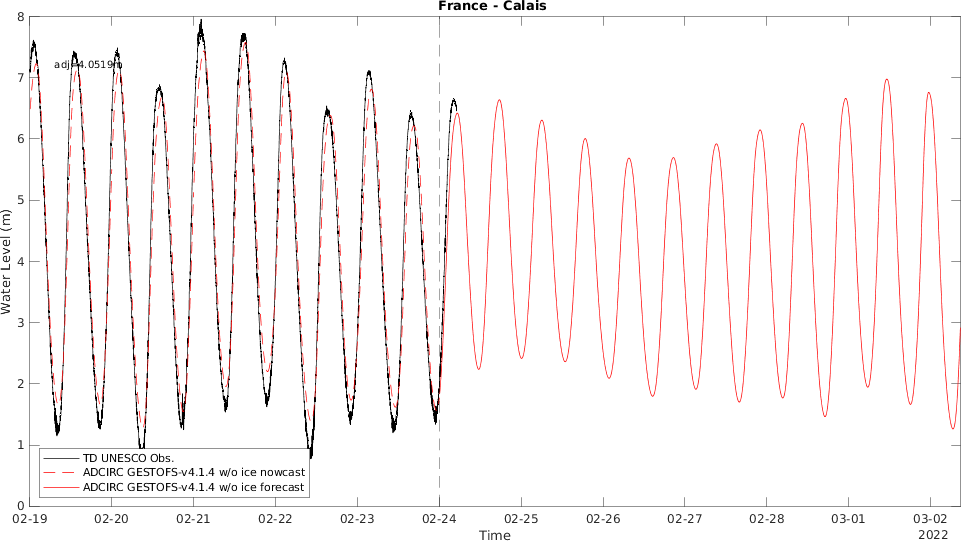 France - Calais
8
adj=4.0519m
7
6
5
4
3
2
1
0
Water Level (m)
TD UNESCO Obs.
ADCIRC GESTOFS-v4.1.4 w/o ice nowcast
ADCIRC GESTOFS-v4.1.4 w/o ice forecast
02-19 02-20 02-21 02-22 02-23 02-24 02-25 02-26 02-27 02-28 03-01 03-02
Time
2022